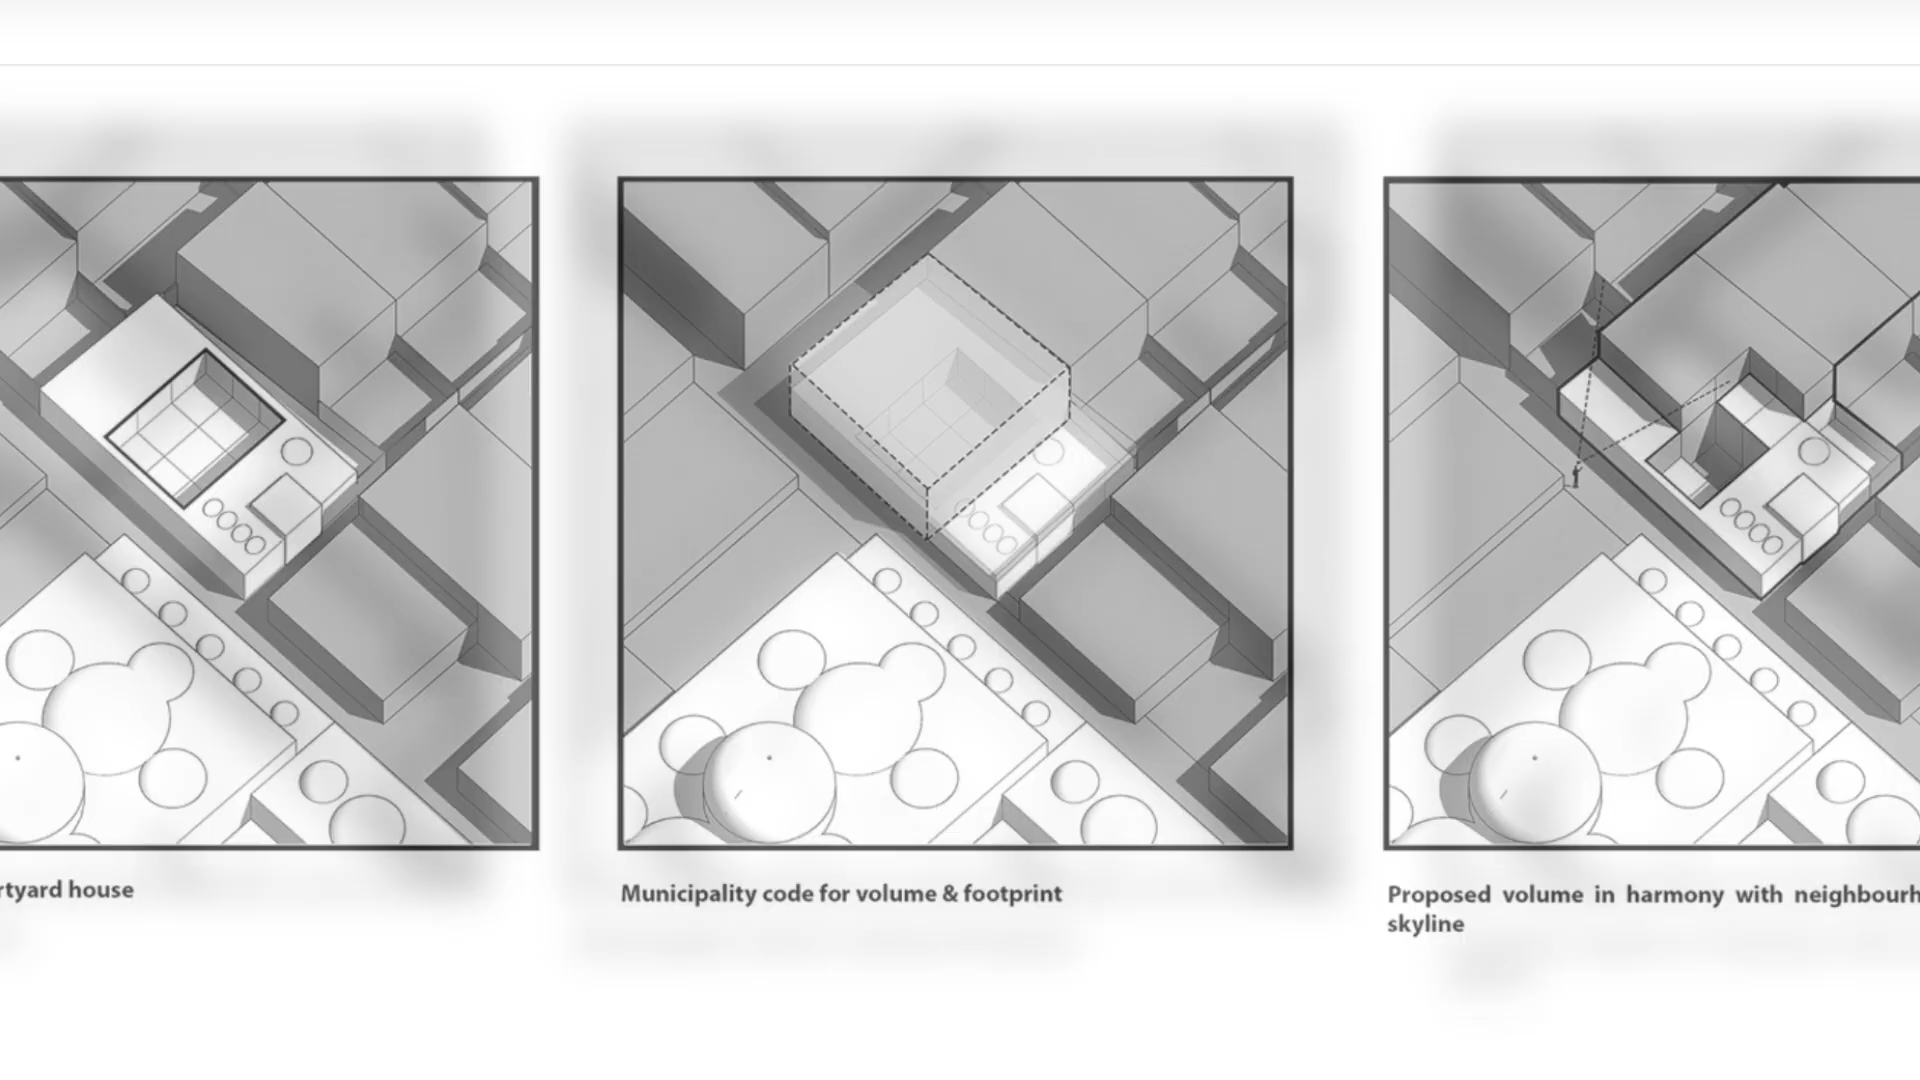 rtyard house
Municipality code for volume & footprint
Proposed volume in harmony with neighbourh
skyline